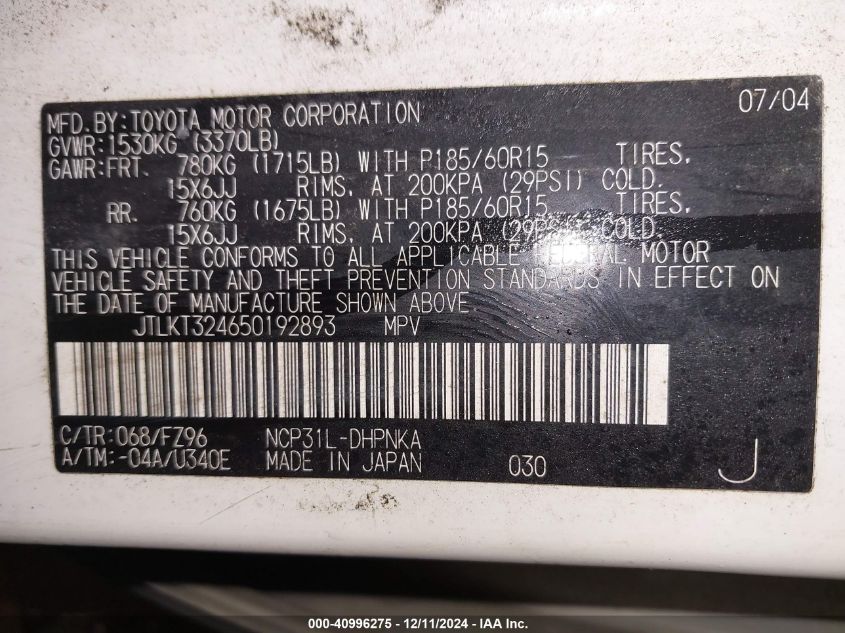 MFD.BY:TOYOTA MOTOR CORPORATION 07/04
GVWR:1530KG (3370LB)
GAWR:FRT. 780KG (1715LB) WITH P185/60R15 TIRES,
15X6JJ RIMS, AT 200KPA (29PSI) COLD.
RR. 760KG (1675LB) WITH P185/60R15 TIRES,
15X6JJ RIMS, AT 200KPA (29PSI) COLD.
THIS VEHICLE CONFORMS TO ALL APPLICABLE FEDERAL MOTOR
VEHICLE SAFETY AND THEFT PREVENTION STANDARDS IN EFFECT ON
THE DATE OF MANUFACTURE SHOWN ABOVE.
JTLKT324650192893 MPV
C/TR:068/FZ96 NCP31L-DHPNKA
A/TM:-04A/U340E MADE IN JAPAN 030 J
000-40996275 - 12/11/2024 - IAA Inc.